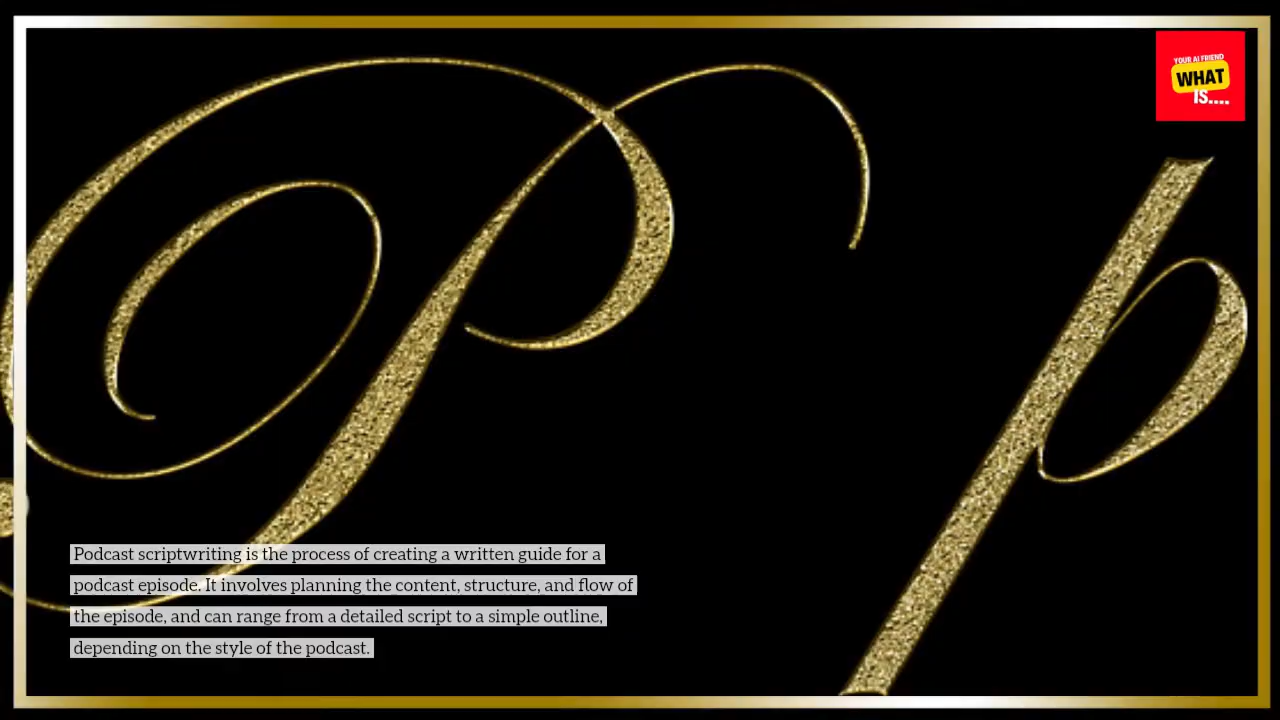 P p
YOUR AI FRIEND
WHAT
IS....
Podcast scriptwriting is the process of creating a written guide for a
podcast episode. It involves planning the content, structure, and flow of
the episode, and can range from a detailed script to a simple outline,
depending on the style of the podcast.